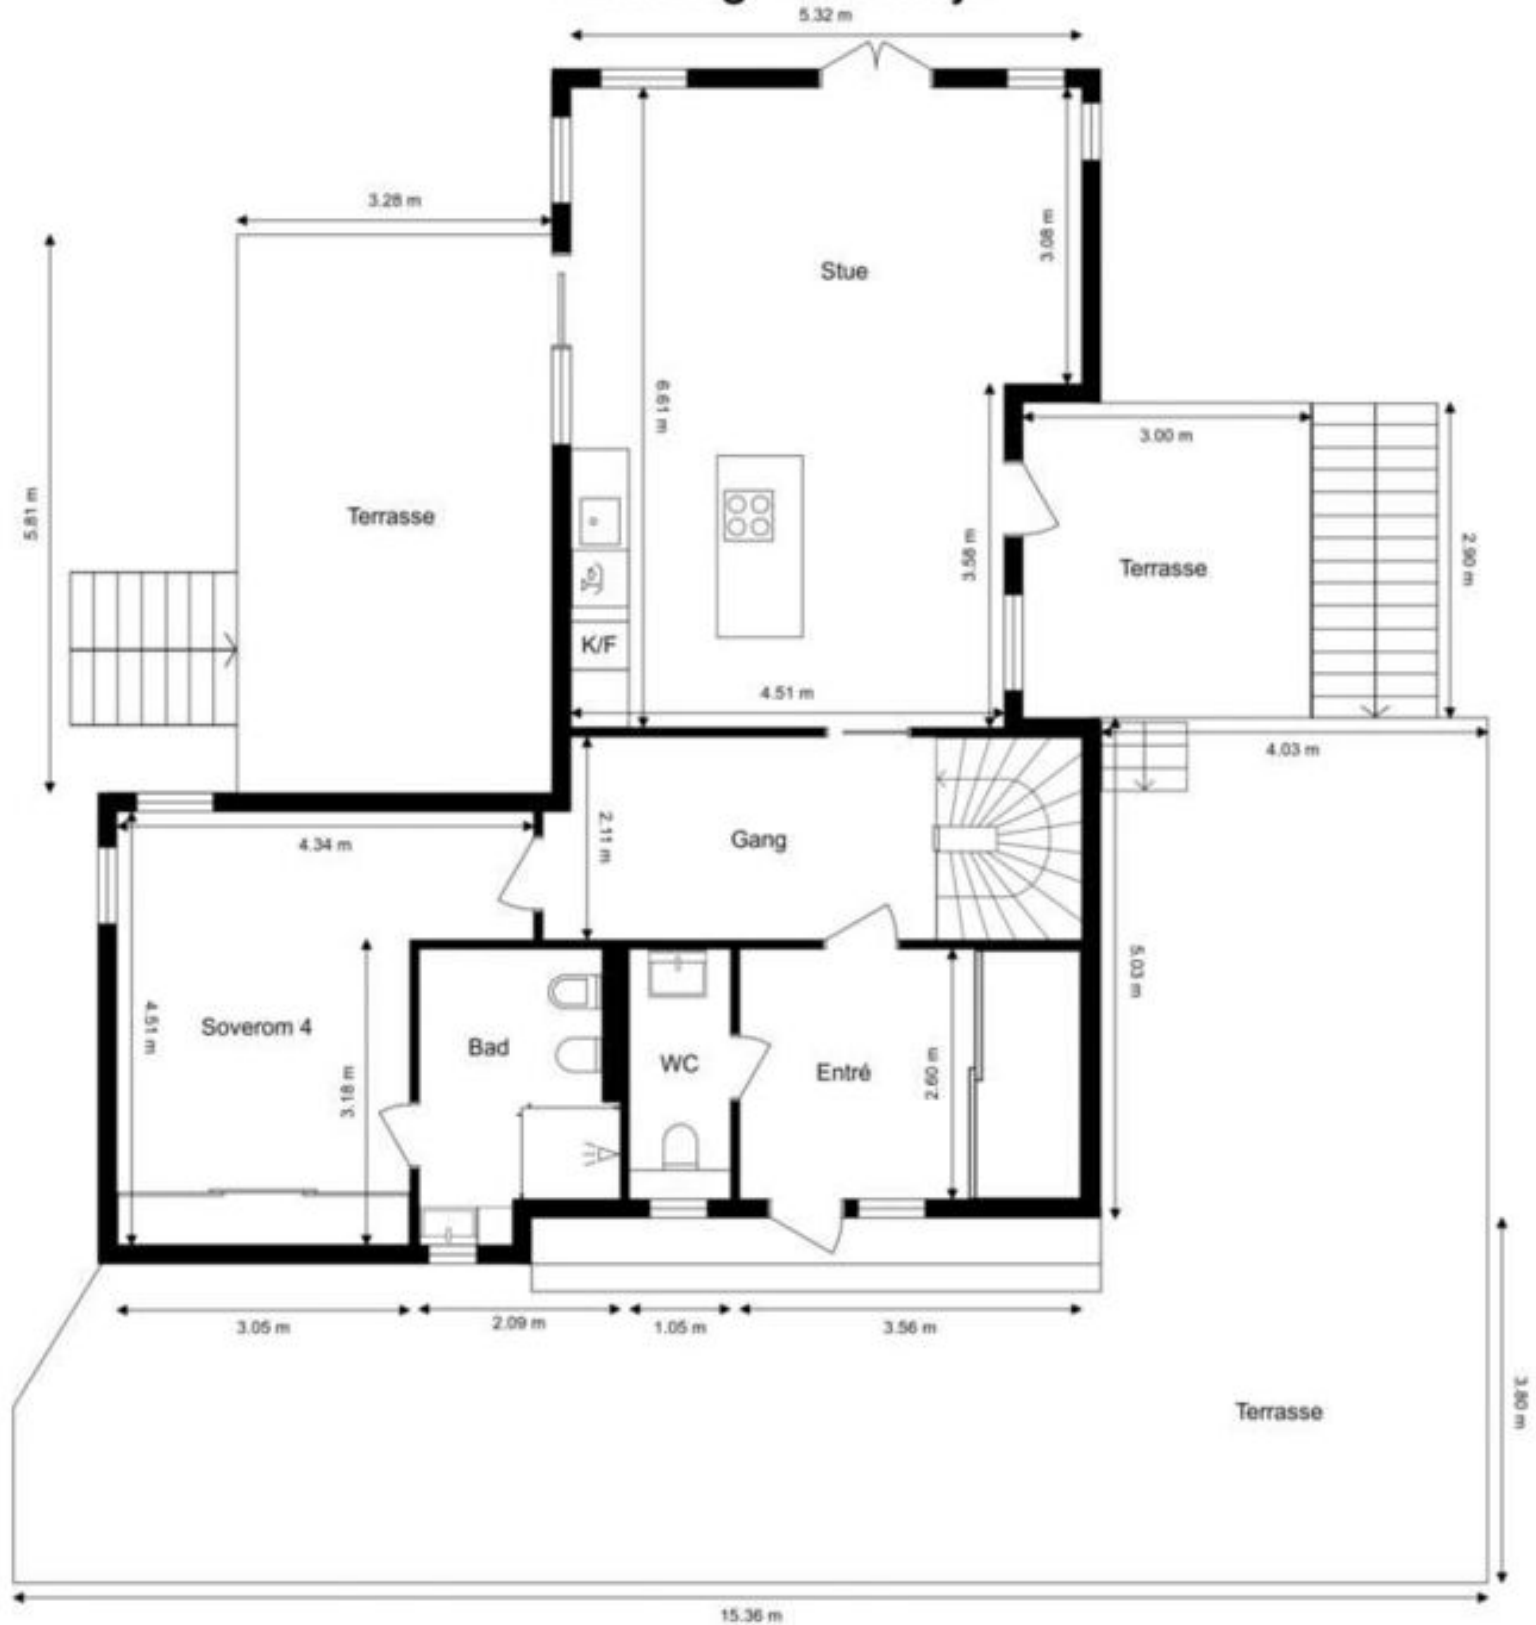 5.32 m
3.28 m
3.08 m
Stue
6.61 m
3.00 m
5.81 m
Terrasse
3.58 m
2.90 m
Terrasse
K/F
4.51 m
4.03 m
2.11 m
Gang
4.34 m
5.03 m
4.51 m
Soverom 4
Bad
WC
Entré
2.60 m
3.18 m
3.05 m
2.09 m
1.05 m
3.56 m
3.80 m
Terrasse
15.36 m